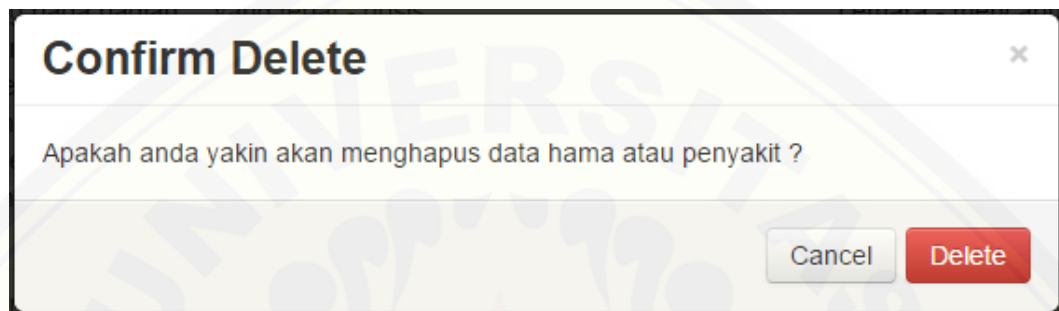 Confirm Delete
×
Apakah anda yakin akan menghapus data hama atau penyakit ?
Cancel Delete